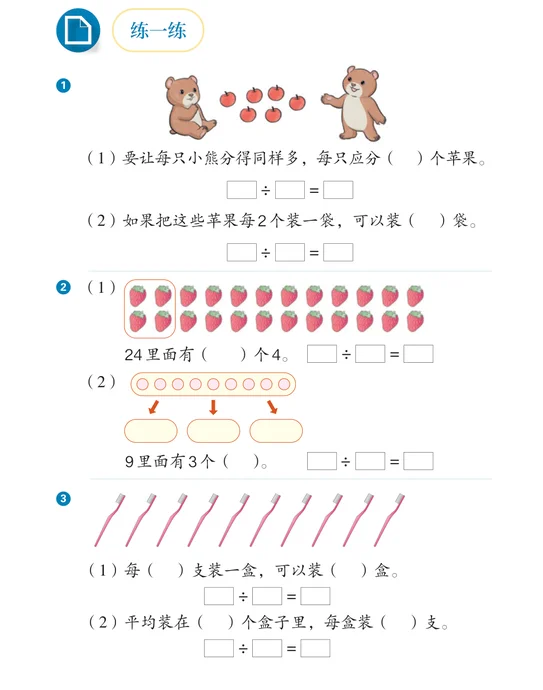 练一练
1
（1）要让每只小熊分得同样多，每只应分（　）个苹果。
□÷□=□
（2）如果把这些苹果每2个装一袋，可以装（　）袋。
□÷□=□
2
（1）
24里面有（　）个4。 □÷□=□
（2）
9里面有3个（　）。 □÷□=□
3
（1）每（　）支装一盒，可以装（　）盒。
□÷□=□
（2）平均装在（　）个盒子里，每盒装（　）支。
□÷□=□